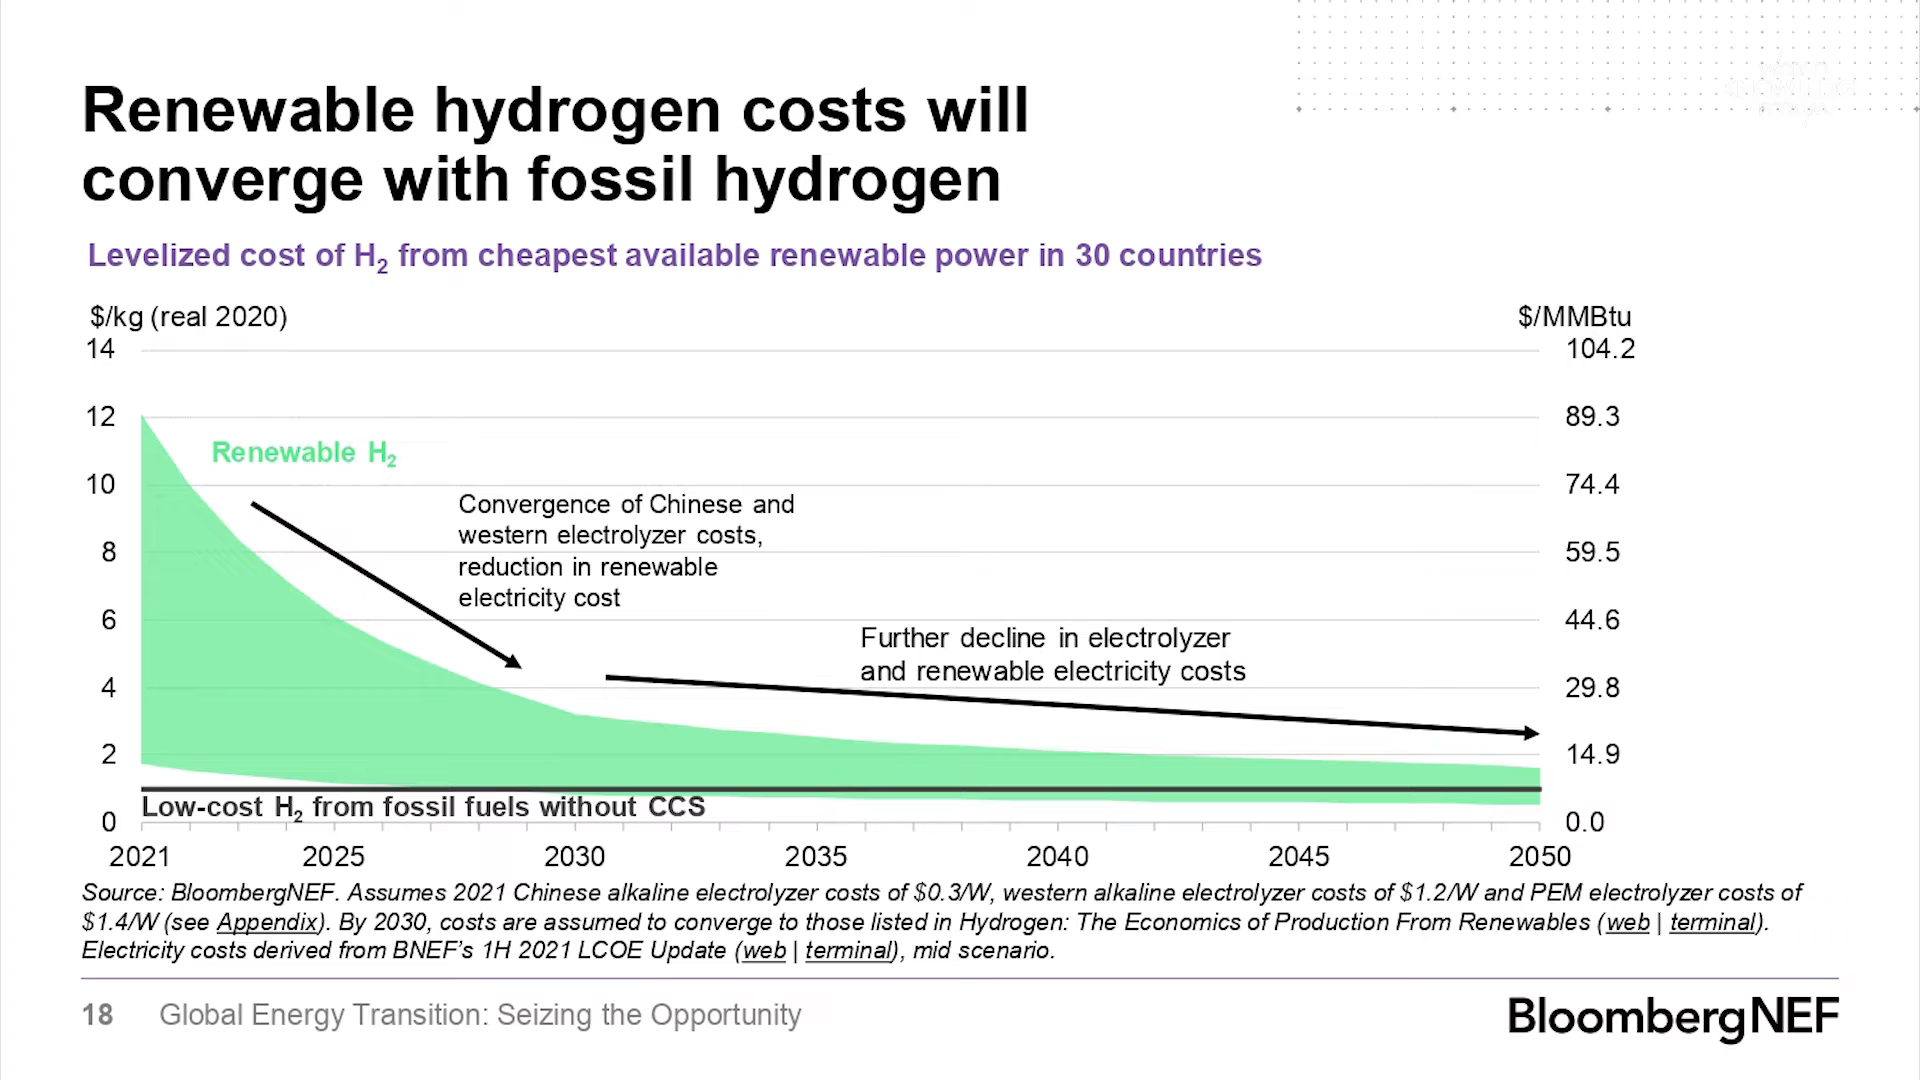 Renewable hydrogen costs will
converge with fossil hydrogen
Levelized cost of H₂ from cheapest available renewable power in 30 countries
$/kg (real 2020)
$/MMBtu
14
104.2
12
89.3
Renewable H₂
10
74.4
Convergence of Chinese and
western electrolyzer costs,
reduction in renewable
electricity cost
8
59.5
6
44.6
Further decline in electrolyzer
and renewable electricity costs
4
29.8
2
14.9
Low-cost H₂ from fossil fuels without CCS
0
0.0
2021 2025 2030 2035 2040 2045 2050
Source: BloombergNEF. Assumes 2021 Chinese alkaline electrolyzer costs of $0.3/W, western alkaline electrolyzer costs of $1.2/W and PEM electrolyzer costs of
$1.4/W (see Appendix). By 2030, costs are assumed to converge to those listed in Hydrogen: The Economics of Production From Renewables (web | terminal).
Electricity costs derived from BNEF’s 1H 2021 LCOE Update (web | terminal), mid scenario.
18 Global Energy Transition: Seizing the Opportunity
BloombergNEF